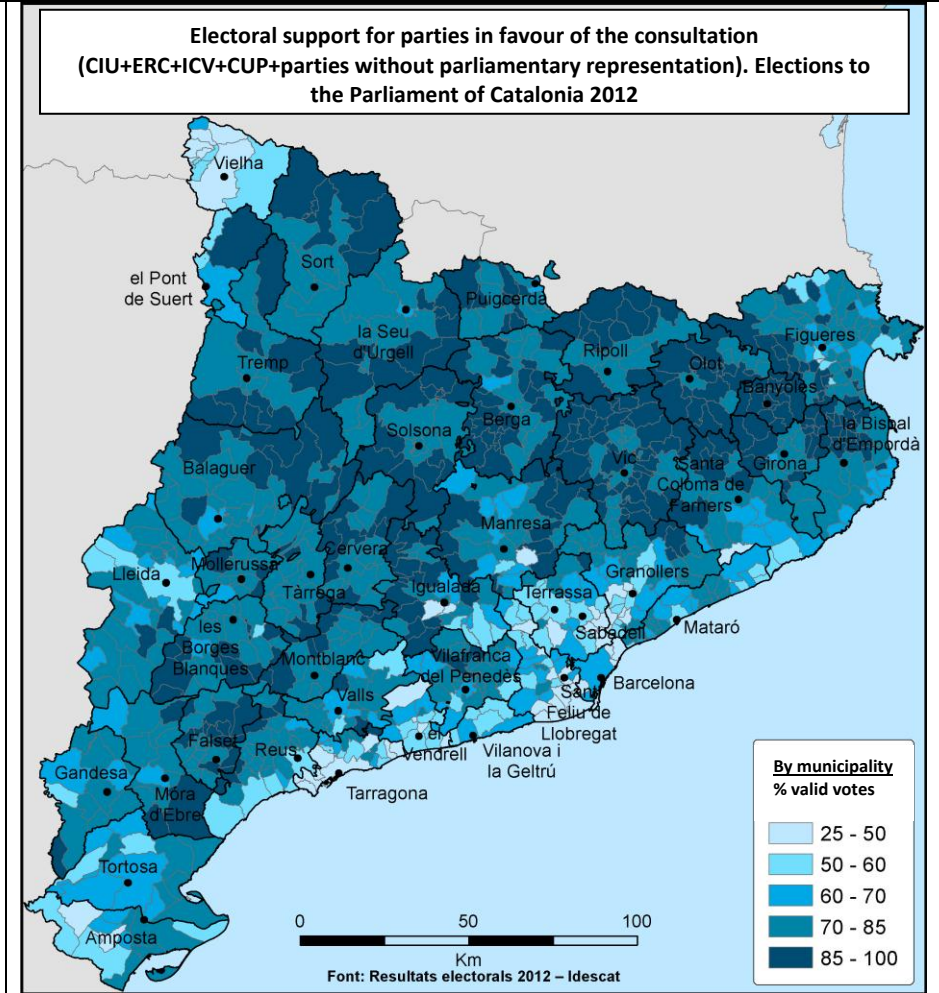 Electoral support for parties in favour of the consultation
(CIU+ERC+ICV+CUP+parties without parliamentary representation). Elections to
the Parliament of Catalonia 2012
Vielha
el Pont
de Suert
Sort
Puigcerdà
la Seu
d'Urgell
Tremp
Ripoll
Olot
Figueres
Banyoles
Berga
Solsona
la Bisbal
d'Empordà
Balaguer
Vic
Santa
Coloma de
Farners
Girona
Manresa
Cervera
Lleida
Mollerussa
Tàrrega
Igualada
Terrassa
Granollers
Sabadell
Mataró
les
Borges
Blanques
Montblanc
Vilafranca
del Penedès
Barcelona
Sant
Feliu de
Llobregat
Valls
Falset
Reus
el
Vendrell
Vilanova i
la Geltrú
Gandesa
Móra
d'Ebre
Tarragona
Tortosa
Amposta
By municipality
% valid votes
25 - 50
50 - 60
60 - 70
70 - 85
85 - 100
0 50 100
Km
Font: Resultats electorals 2012 – Idescat